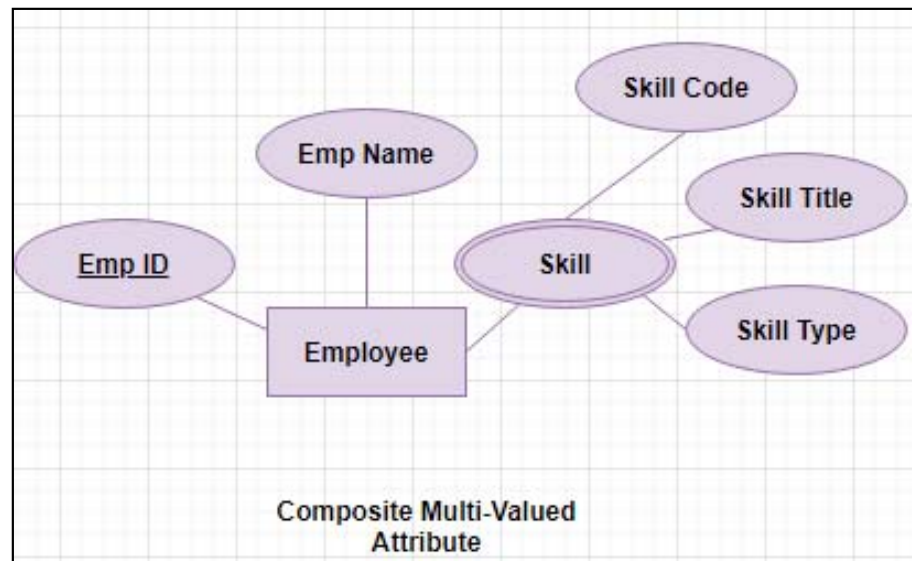 Skill Code
Emp Name
Skill Title
Emp ID
Skill
Skill Type
Employee
Composite Multi-Valued
Attribute